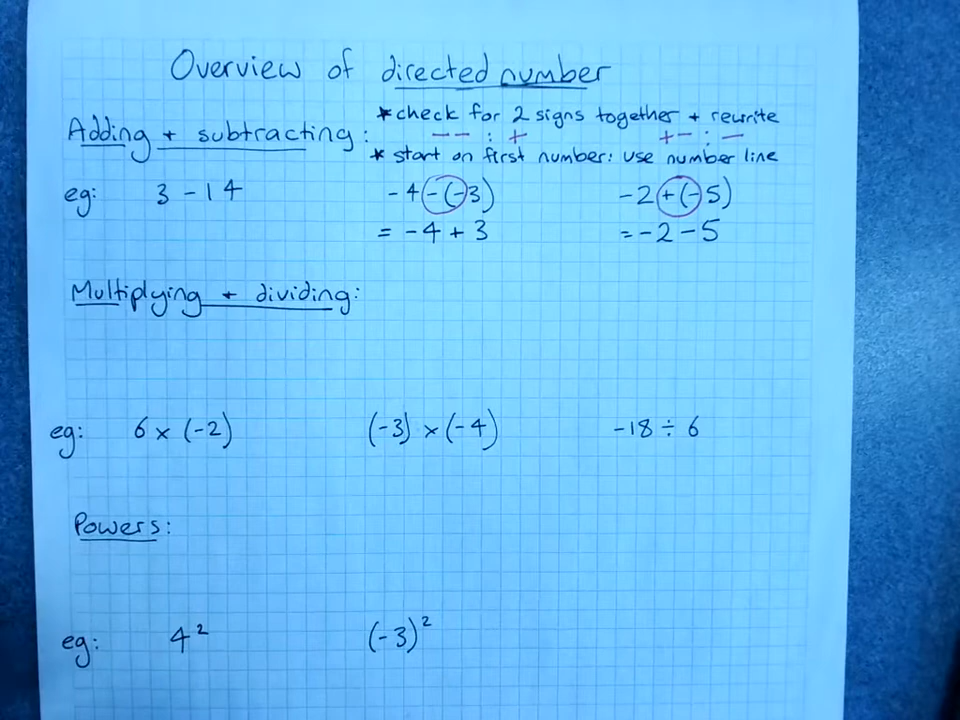 Overview of directed number
Adding + subtracting: * check for 2 signs together + rewrite
− − : +    + − : −
* start on first number: use number line
eg: 3 - 14    - 4 - (-3)    - 2 + (-5)
= - 4 + 3    = - 2 - 5
Multiplying + dividing:
eg: 6 × (-2)    (-3) × (-4)    -18 ÷ 6
Powers:
eg: 4²    (-3)²